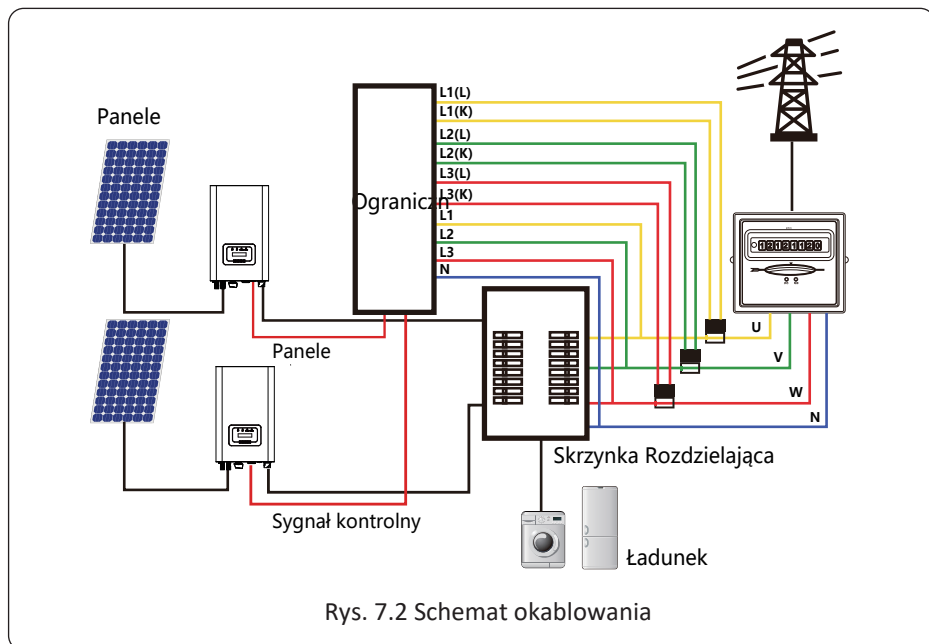 Panele
L1(L)
L1(K)
L2(L)
L2(K)
L3(L)
L3(K)
Ograniczn
L1
L2
L3
N
12121120
U
V
W
N
Panele
Skrzynka Rozdzielająca
Sygnał kontrolny
Ładunek
Rys. 7.2 Schemat okablowania